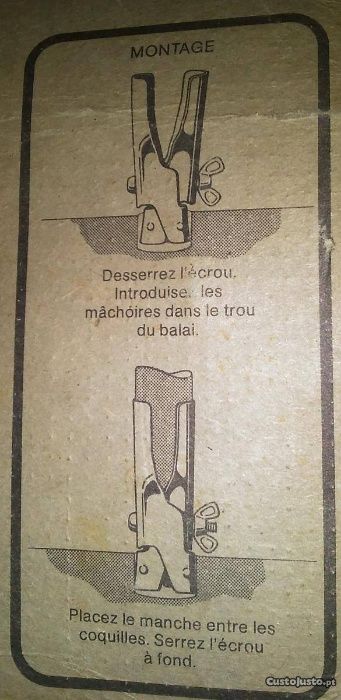 MONTAGE
Desserrez l'écrou.
Introduisez les
mâchoires dans le trou
du balai.
Placez le manche entre les
coquilles. Serrez l'écrou
à fond.
CustoJusto.pt